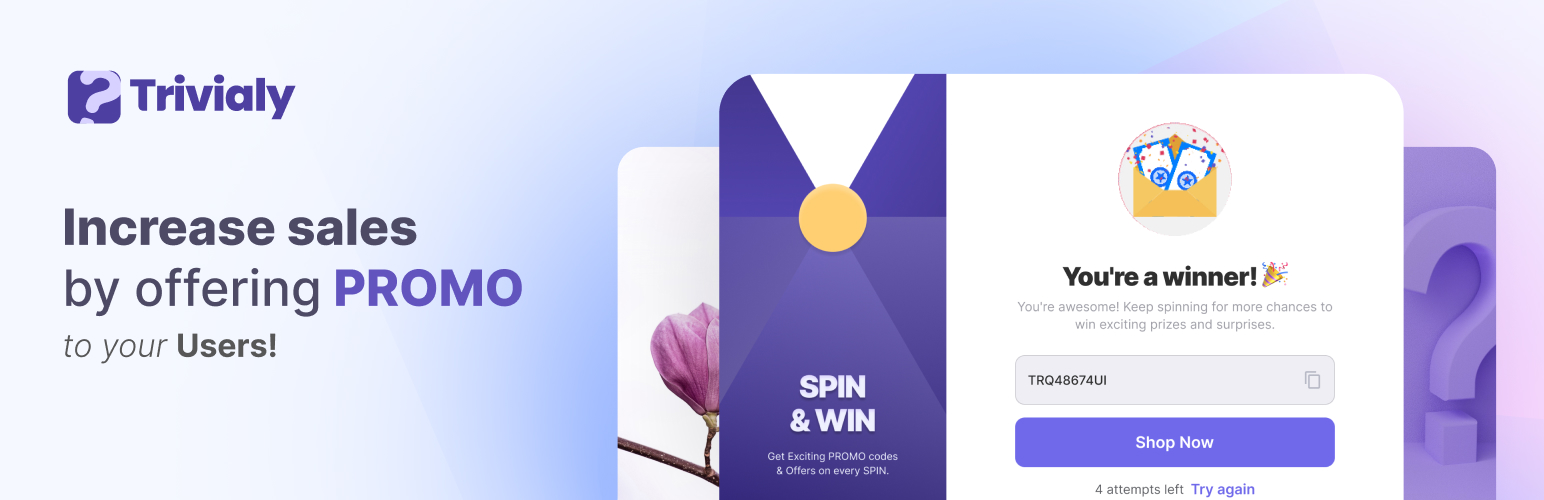 Trivialy
Increase sales
by offering PROMO
to your Users!
SPIN
& WIN
Get Exciting PROMO codes
& Offers on every SPIN.
You're a winner! 🎉
You're awesome! Keep spinning for more chances to
win exciting prizes and surprises.
TRQ48674UI
Shop Now
4 attempts left Try again